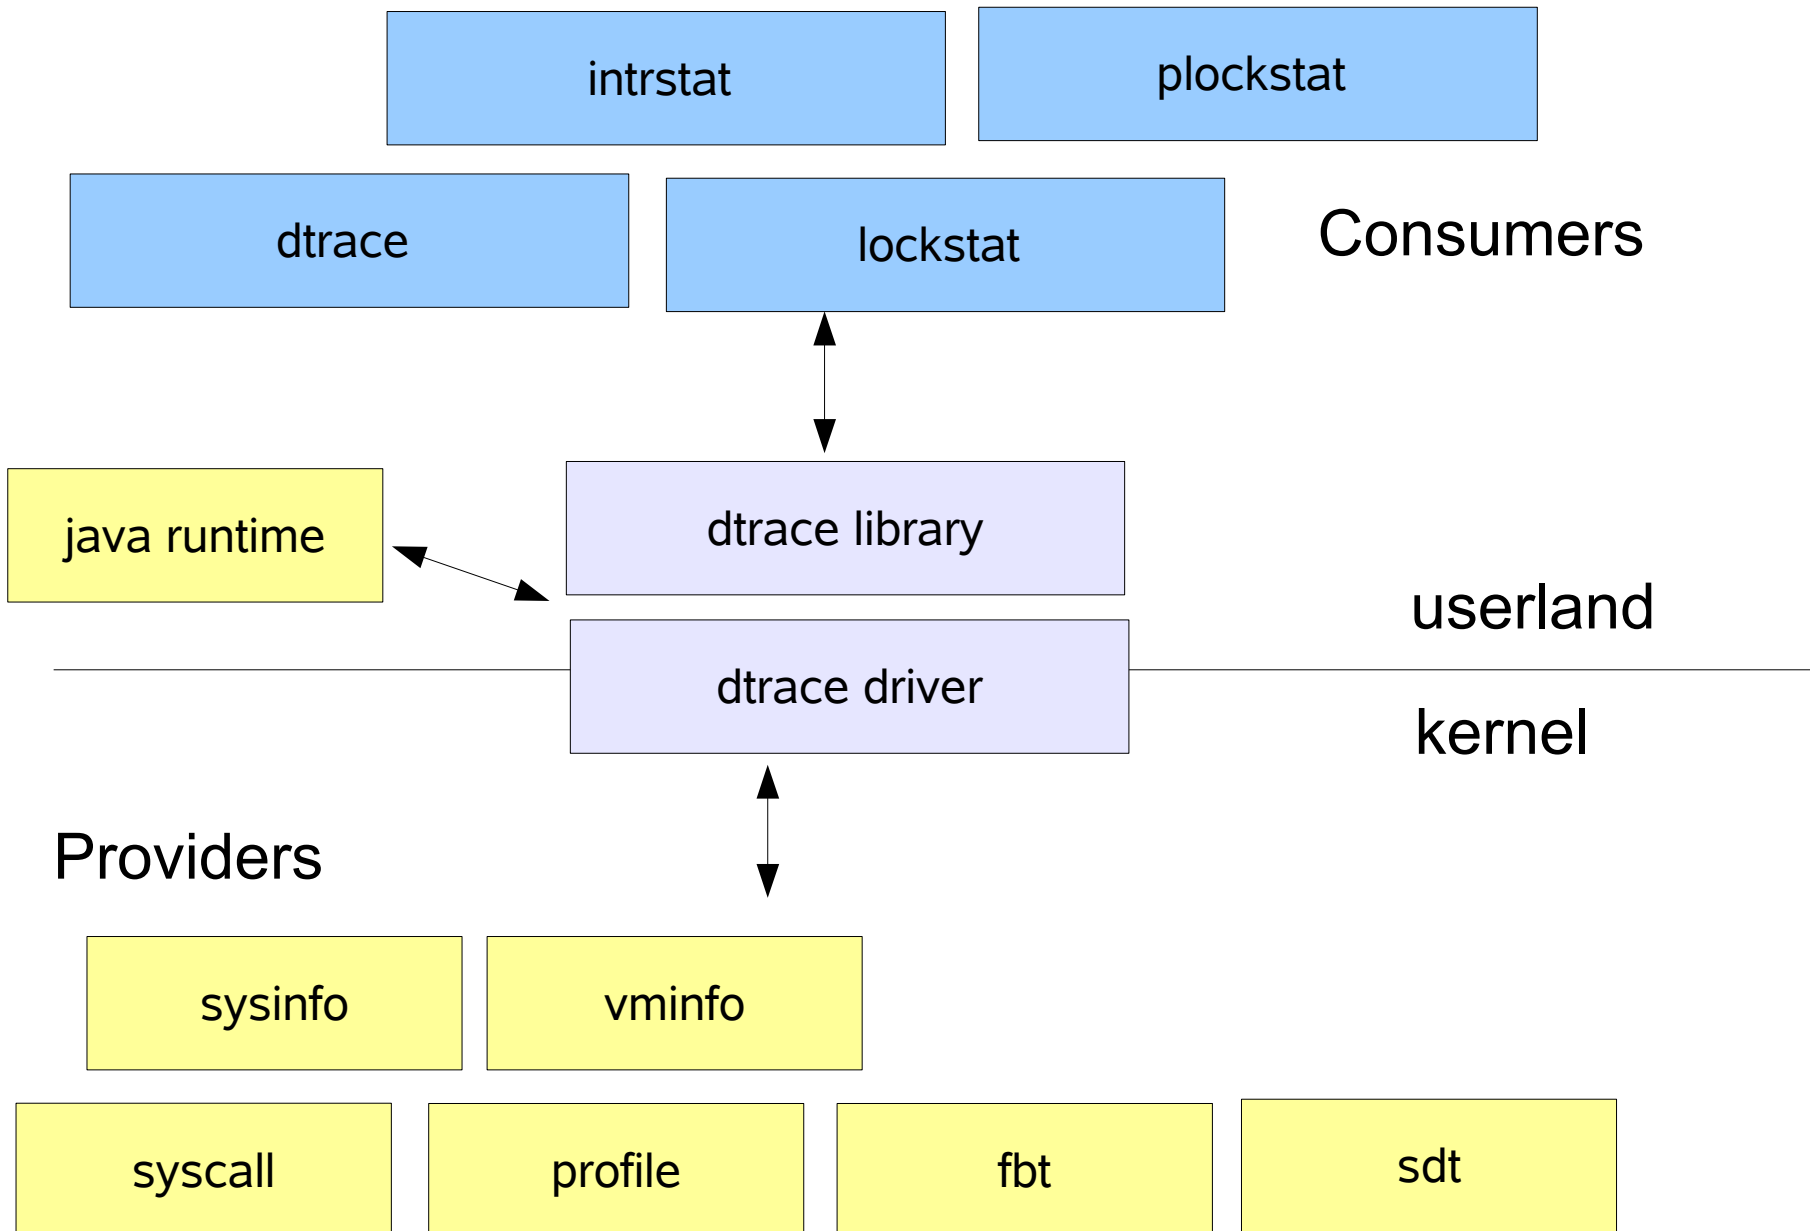 intrstat
plockstat
dtrace
lockstat
Consumers
java runtime
dtrace library
userland
dtrace driver
kernel
Providers
sysinfo
vminfo
syscall
profile
fbt
sdt